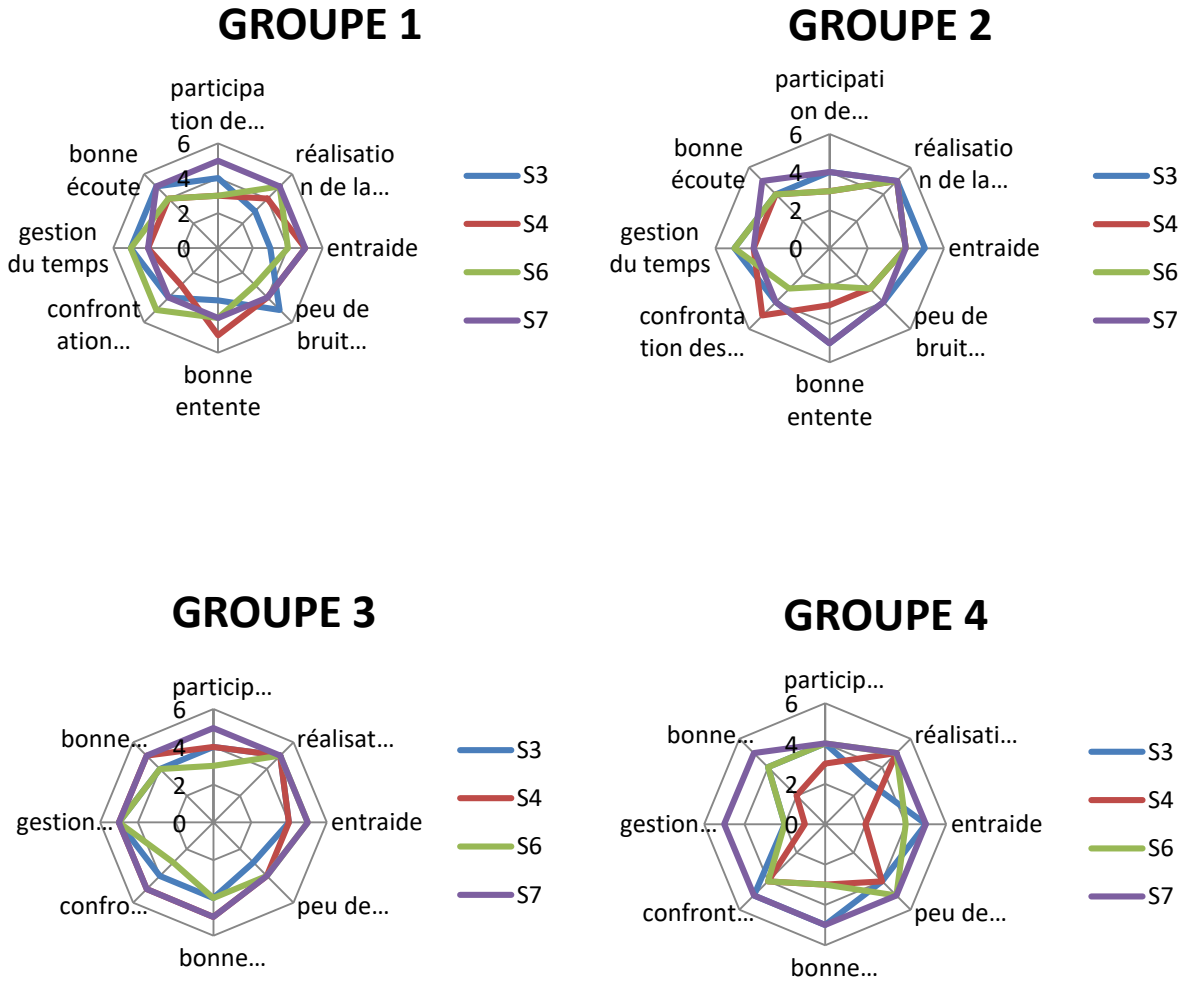 GROUPE 1
participa
tion de...
réalisatio
n de la...
entraide
peu de
bruit...
bonne
entente
confront
ation...
gestion
du temps
bonne
écoute
6
4
2
0
S3
S4
S6
S7
GROUPE 2
participati
on de...
réalisation
n de la...
entraide
peu de
bruit...
bonne
entente
confronta
tion des...
gestion
du temps
bonne
écoute
6
4
2
0
S3
S4
S6
S7
GROUPE 3
particip...
réalisat...
entraide
peu de...
bonne...
confro...
gestion...
bonne...
6
4
2
0
S3
S4
S6
S7
GROUPE 4
particip...
réalisati...
entraide
peu de...
bonne...
confront...
gestion...
bonne...
6
4
2
0
S3
S4
S6
S7